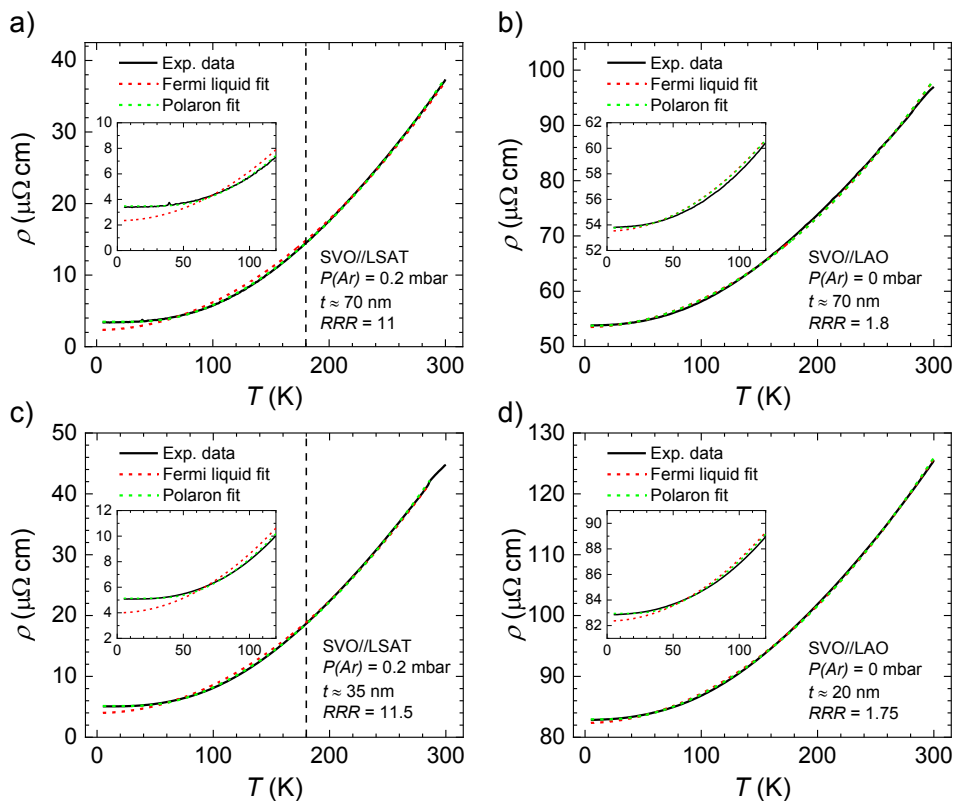 a)
Exp. data
Fermi liquid fit
Polaron fit
40
30
20
10
0
ρ (μΩ cm)
10
8
6
4
2
0
0
50
100
SVO//LSAT
P(Ar) = 0.2 mbar
t ≈ 70 nm
RRR = 11
0
100
200
300
T (K)
b)
Exp. data
Fermi liquid fit
Polaron fit
100
90
80
70
60
50
ρ (μΩ cm)
62
60
58
56
54
52
0
50
100
SVO//LAO
P(Ar) = 0 mbar
t ≈ 70 nm
RRR = 1.8
0
100
200
300
T (K)
c)
Exp. data
Fermi liquid fit
Polaron fit
50
40
30
20
10
0
ρ (μΩ cm)
12
10
8
6
4
2
0
50
100
SVO//LSAT
P(Ar) = 0.2 mbar
t ≈ 35 nm
RRR = 11.5
0
100
200
300
T (K)
d)
Exp. data
Fermi liquid fit
Polaron fit
130
120
110
100
90
80
ρ (μΩ cm)
90
88
86
84
82
0
50
100
SVO//LAO
P(Ar) = 0 mbar
t ≈ 20 nm
RRR = 1.75
0
100
200
300
T (K)